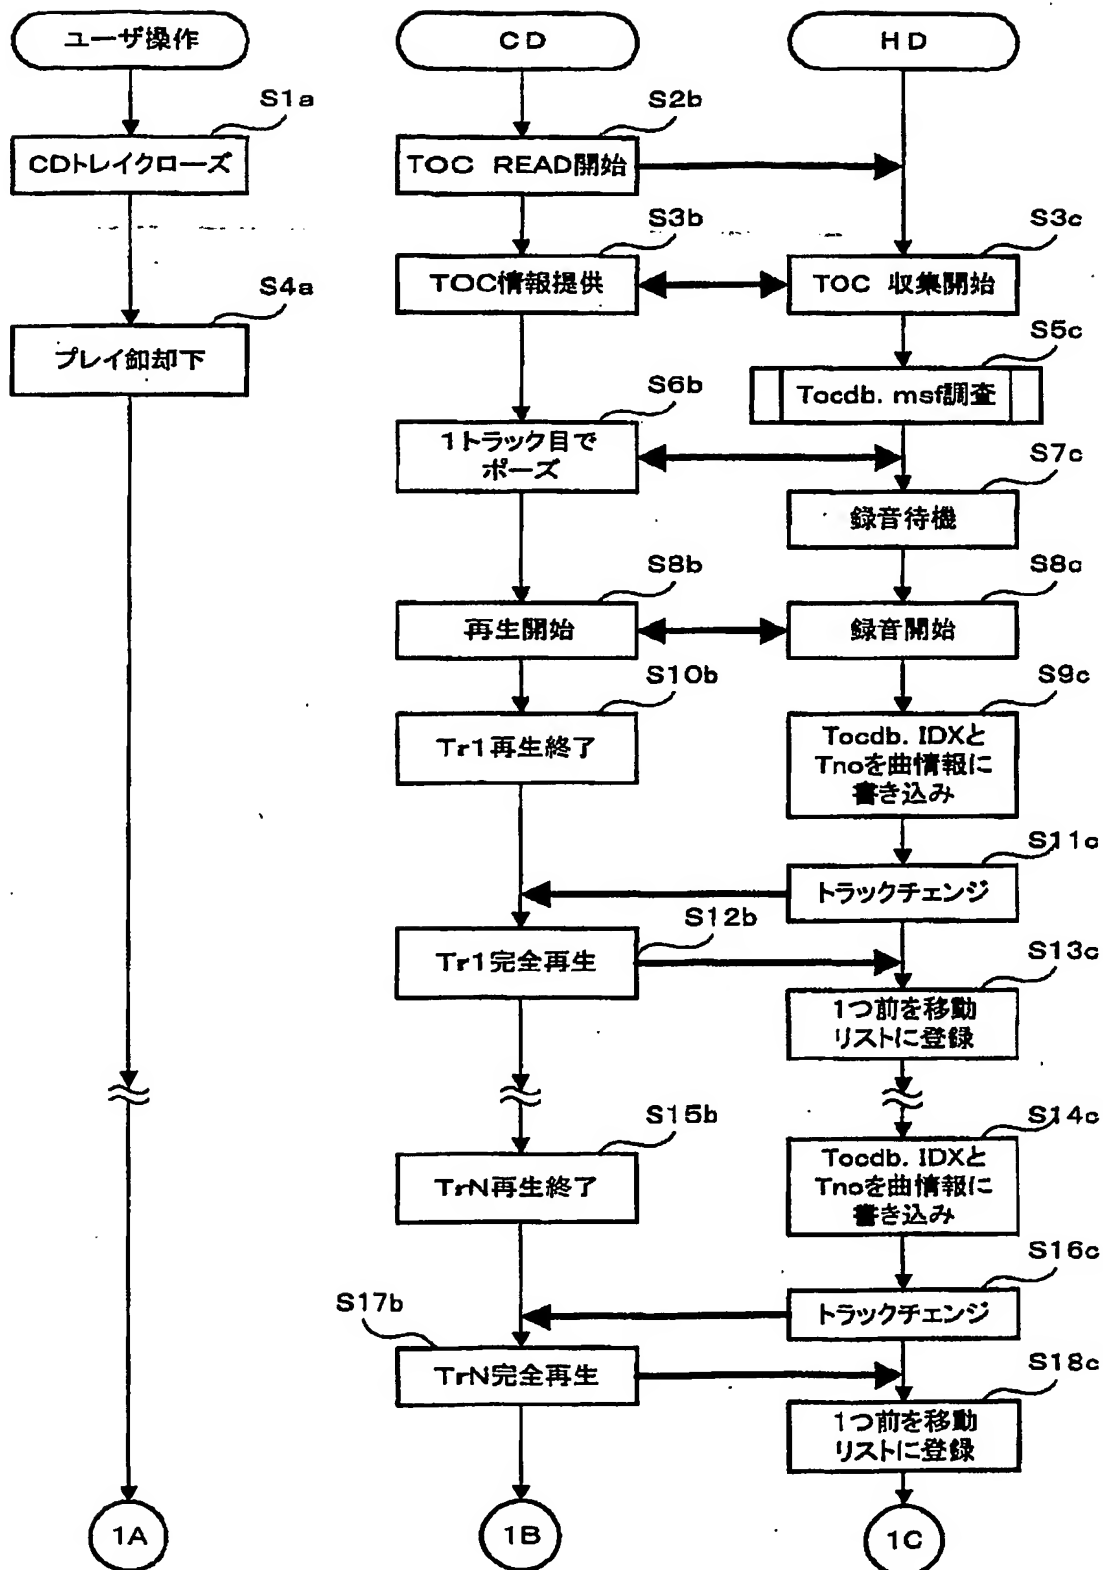 ユーザ操作
CD
HD
S1a
CDトレイクローズ
S2b
TOC READ開始
S3b
TOC情報提供
S3c
TOC 収集開始
S4a
プレイ釦却下
S5c
Tocdb. msf調査
S6b
1トラック目で
ポーズ
S7c
録音待機
S8b
再生開始
S8c
録音開始
S10b
Tr1再生終了
S9c
Tocdb. IDXと
Tnoを曲情報に
書き込み
S11c
トラックチェンジ
S12b
Tr1完全再生
S13c
1つ前を移動
リストに登録
S15b
TrN再生終了
S14c
Tocdb. IDXと
Tnoを曲情報に
書き込み
S16c
トラックチェンジ
S17b
TrN完全再生
S18c
1つ前を移動
リストに登録
1A
1B
1C